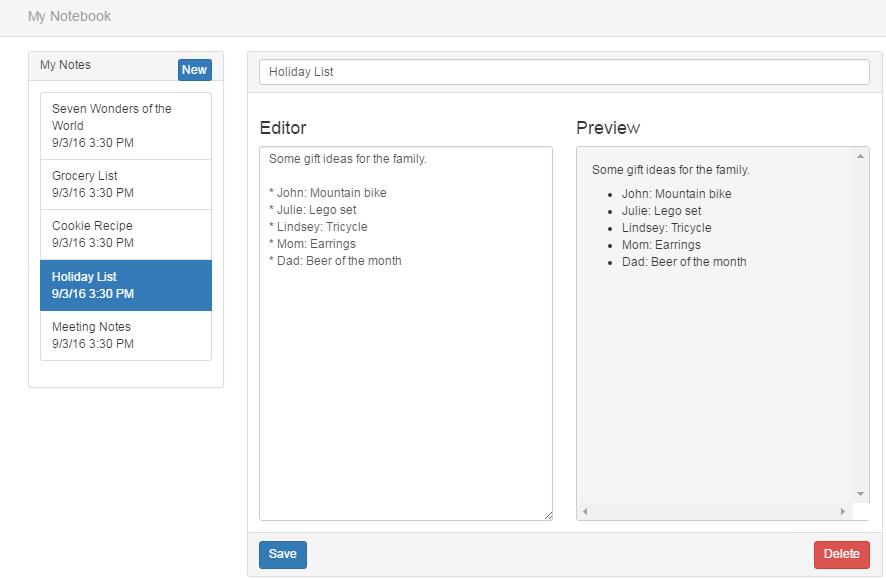 My Notebook
My Notes
New
Seven Wonders of the
World
9/3/16 3:30 PM
Grocery List
9/3/16 3:30 PM
Cookie Recipe
9/3/16 3:30 PM
Holiday List
9/3/16 3:30 PM
Meeting Notes
9/3/16 3:30 PM
Holiday List
Editor
Some gift ideas for the family.
* John: Mountain bike
* Julie: Lego set
* Lindsey: Tricycle
* Mom: Earrings
* Dad: Beer of the month
Preview
Some gift ideas for the family.
• John: Mountain bike
• Julie: Lego set
• Lindsey: Tricycle
• Mom: Earrings
• Dad: Beer of the month
Save
Delete